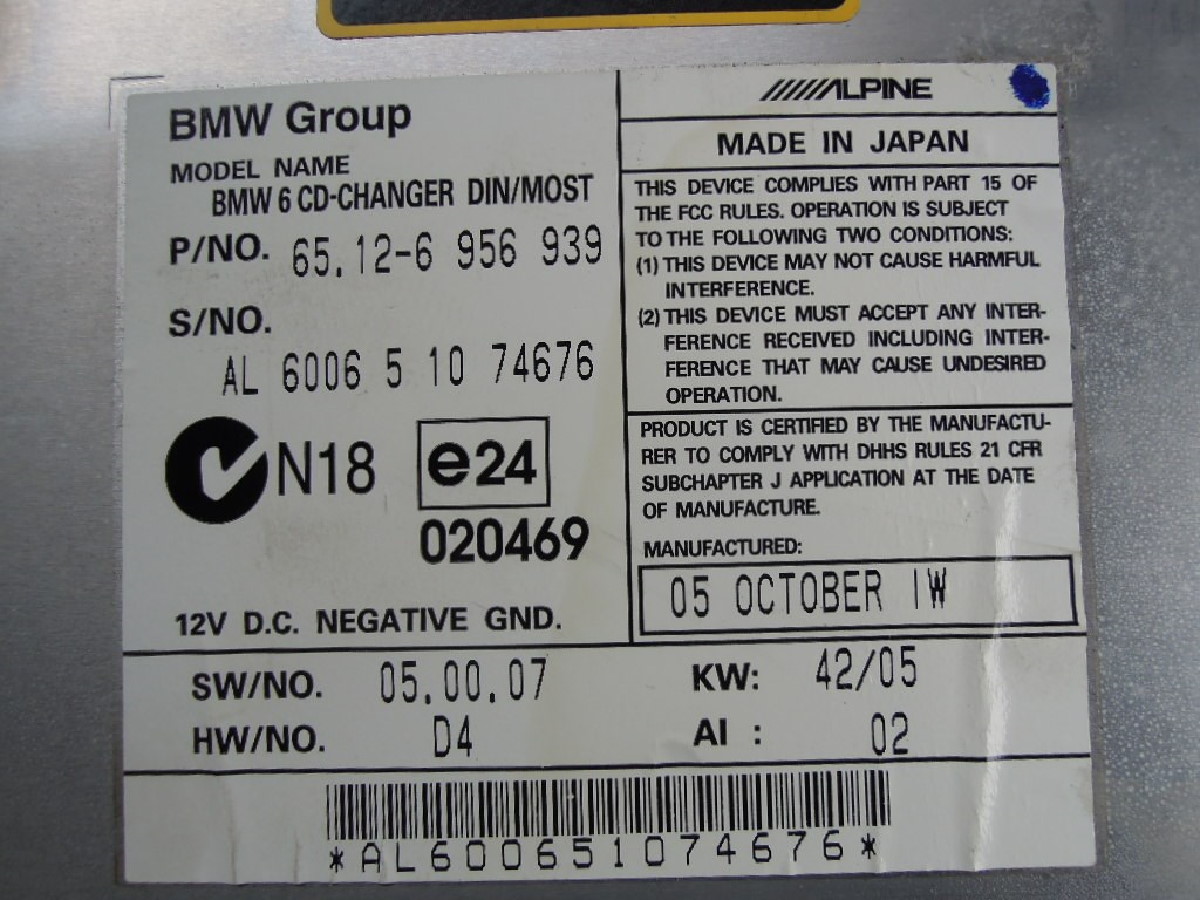 BMW Group
MODEL NAME
BMW 6 CD-CHANGER DIN/MOST
P/NO. 65.12-6 956 939
S/NO.
AL 6006 5 10 74676
N18
e24
020469
12V D.C. NEGATIVE GND.
ALPINE
MADE IN JAPAN
THIS DEVICE COMPLIES WITH PART 15 OF
THE FCC RULES. OPERATION IS SUBJECT
TO THE FOLLOWING TWO CONDITIONS:
(1) THIS DEVICE MAY NOT CAUSE HARMFUL
INTERFERENCE.
(2) THIS DEVICE MUST ACCEPT ANY INTER-
FERENCE RECEIVED INCLUDING INTER-
FERENCE THAT MAY CAUSE UNDESIRED
OPERATION.
PRODUCT IS CERTIFIED BY THE MANUFACTU-
RER TO COMPLY WITH DHHS RULES 21 CFR
SUBCHAPTER J APPLICATION AT THE DATE
OF MANUFACTURE.
MANUFACTURED:
05 OCTOBER IW
SW/NO. 05.00.07
KW: 42/05
HW/NO. D4
AI : 02
*AL600651074676*